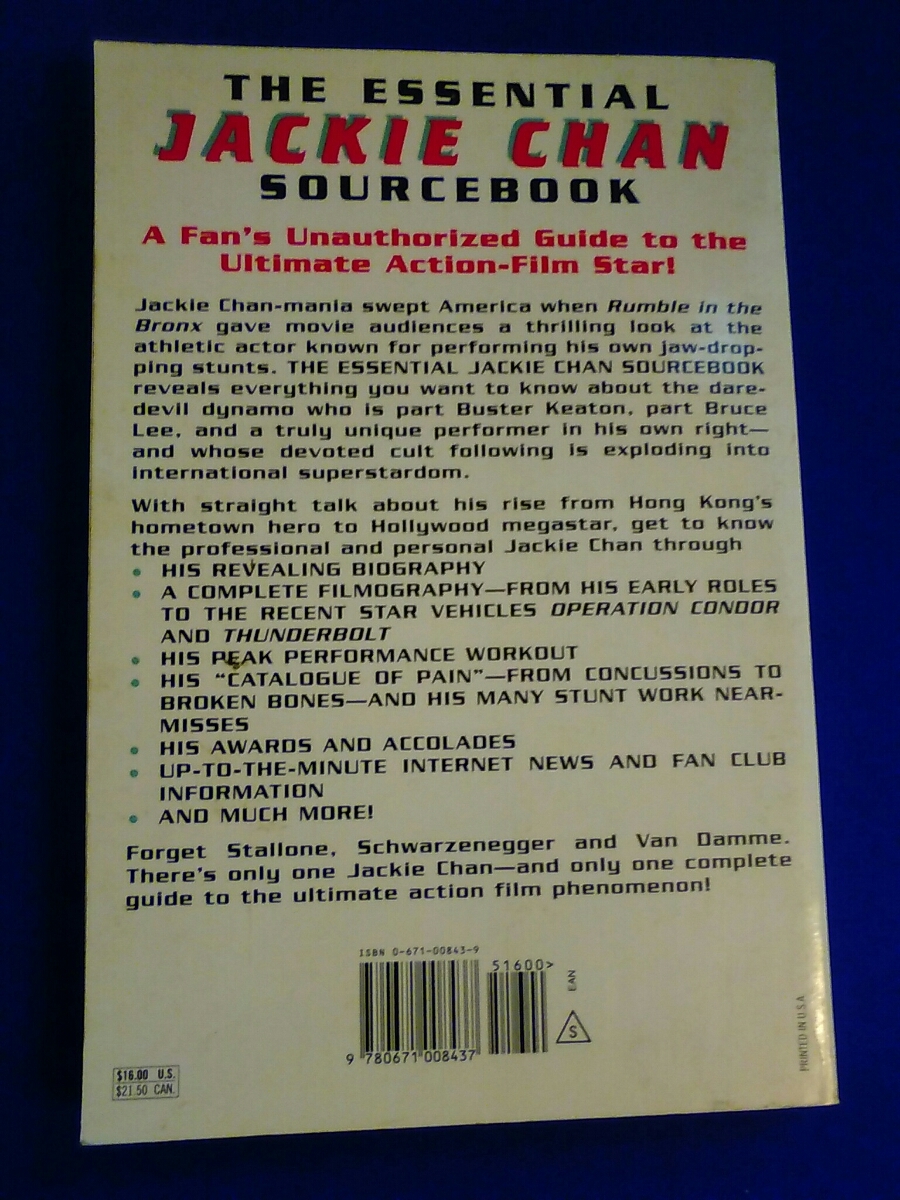 THE ESSENTIAL
JACKIE CHAN
SOURCEBOOK
A Fan's Unauthorized Guide to the
Ultimate Action-Film Star!
Jackie Chan-mania swept America when Rumble in the
Bronx gave movie audiences a thrilling look at the
athletic actor known for performing his own jaw-drop-
ping stunts. THE ESSENTIAL JACKIE CHAN SOURCEBOOK
reveals everything you want to know about the dare-
devil dynamo who is part Buster Keaton, part Bruce
Lee, and a truly unique performer in his own right—
and whose devoted cult following is exploding into
international superstardom.
With straight talk about his rise from Hong Kong's
hometown hero to Hollywood megastar, get to know
the professional and personal Jackie Chan through
• HIS REVEALING BIOGRAPHY
• A COMPLETE FILMOGRAPHY—FROM HIS EARLY ROLES
TO THE RECENT STAR VEHICLES OPERATION CONDOR
AND THUNDERBOLT
• HIS PEAK PERFORMANCE WORKOUT
• HIS "CATALOGUE OF PAIN"—FROM CONCUSSIONS TO
BROKEN BONES—AND HIS MANY STUNT WORK NEAR-
MISSES
• HIS AWARDS AND ACCOLADES
• UP-TO-THE-MINUTE INTERNET NEWS AND FAN CLUB
INFORMATION
• AND MUCH MORE!
Forget Stallone, Schwarzenegger and Van Damme.
There's only one Jackie Chan—and only one complete
guide to the ultimate action film phenomenon!
ISBN 0-671-00843-9
51600>
EAN
S
9 780671 008437
PRINTED IN U.S.A
$16.00 U.S.
$21.50 CAN.